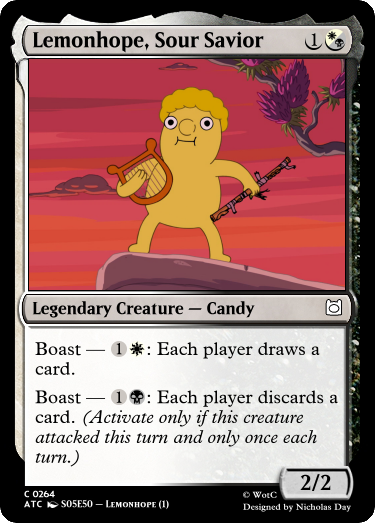 Lemonhope, Sour Savior 1
Legendary Creature — Candy
Boast — 1: Each player draws a
card.
Boast — 1: Each player discards a
card. (Activate only if this creature
attacked this turn and only once each
turn.)
2/2
C 0264
ATC S05E50 — Lemonhope (1)
© WotC
Designed by Nicholas Day